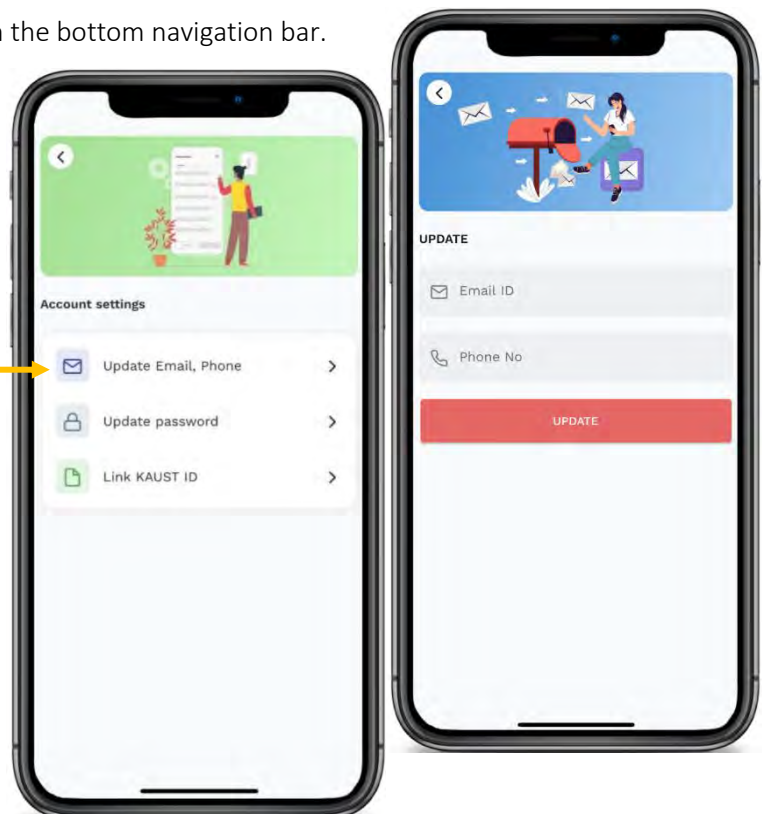 the bottom navigation bar.
Account settings
Update Email, Phone
Update password
Link KAUST ID
UPDATE
Email ID
Phone No
UPDATE